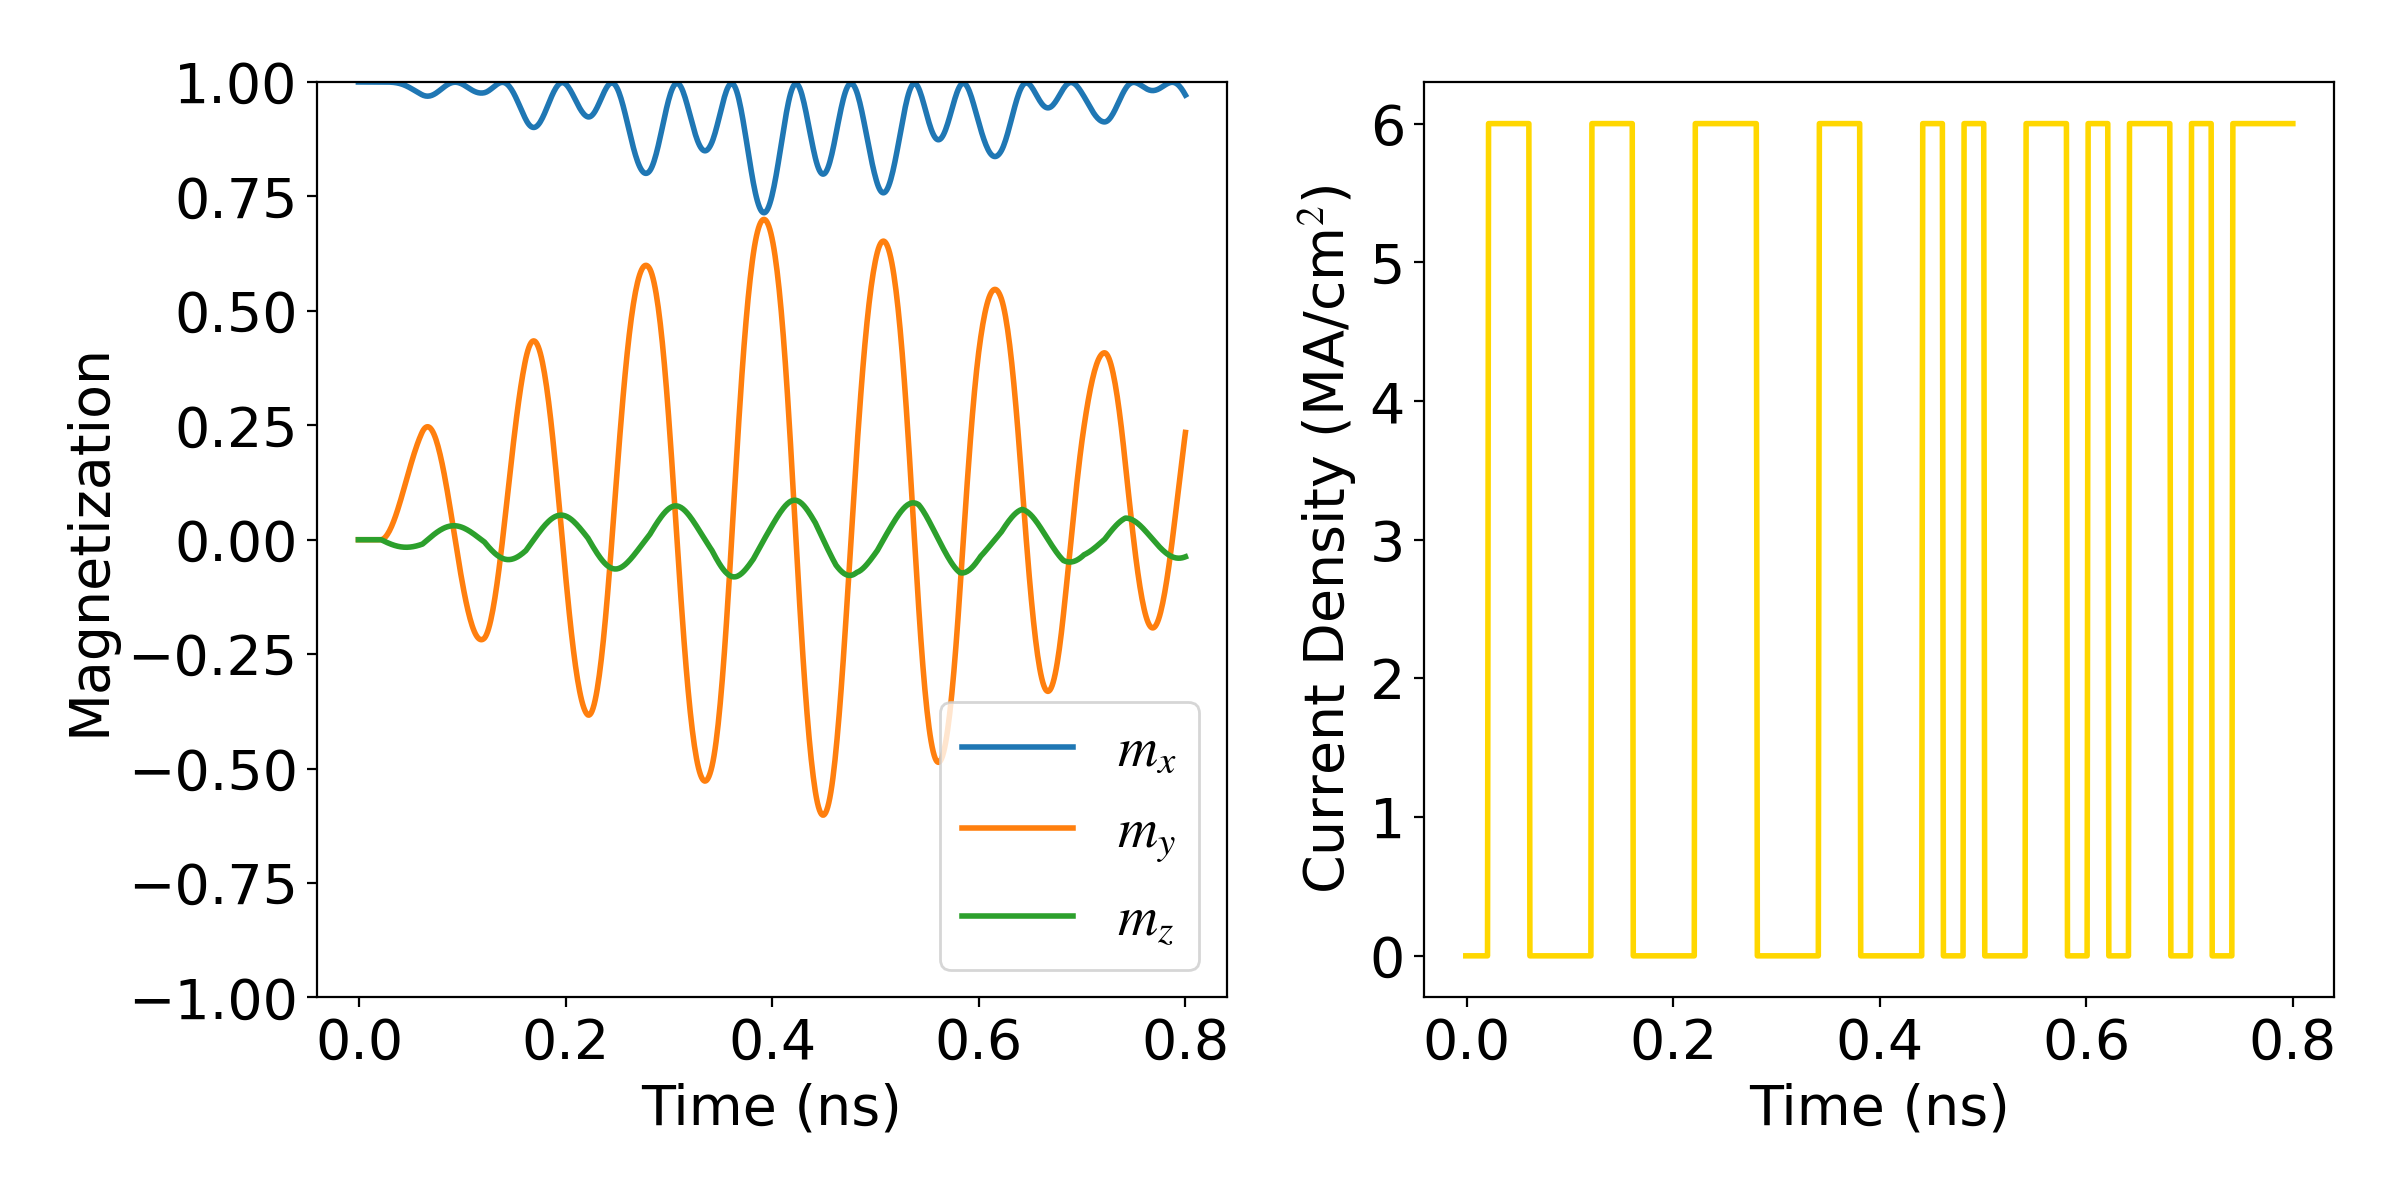 1.00
0.75
0.50
0.25
0.00
−0.25
−0.50
−0.75
−1.00
Magnetization
0.0 0.2 0.4 0.6 0.8
Time (ns)
m_x
m_y
m_z
6
5
4
3
2
1
0
Current Density (MA/cm²)
0.0 0.2 0.4 0.6 0.8
Time (ns)